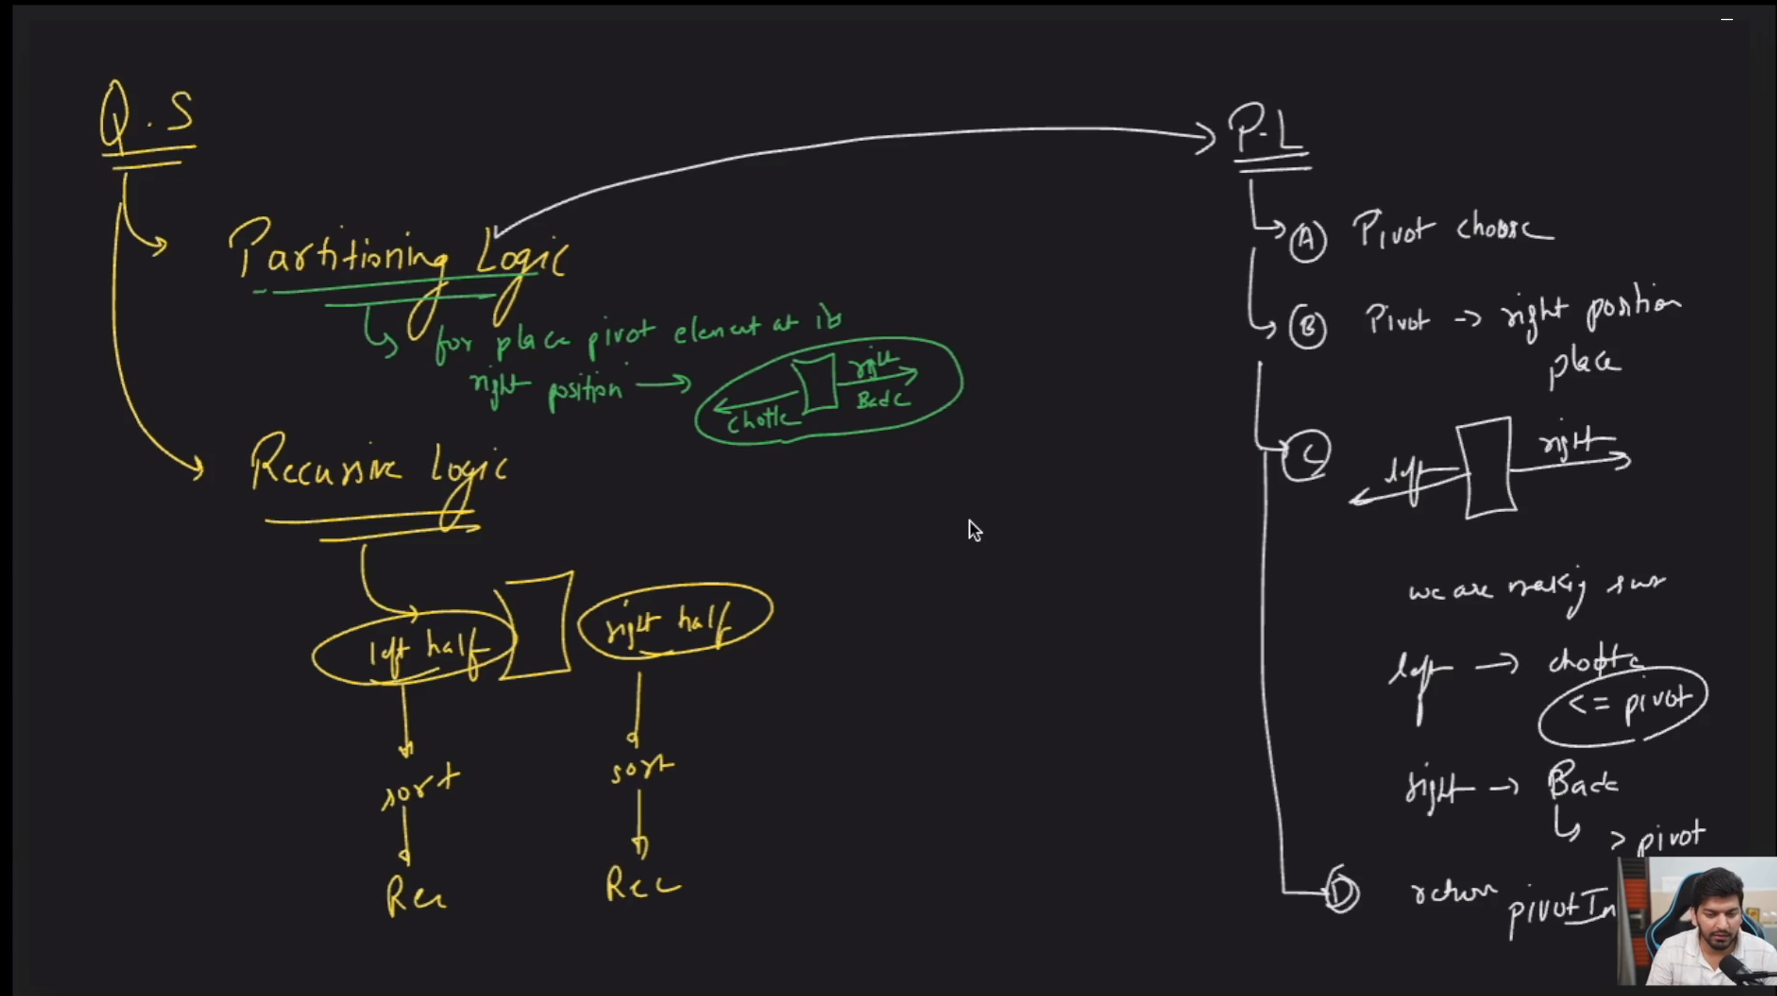 Q.S
Partitioning Logic
for place pivot element at its
right position →
chotte
right
Bade
Recursive Logic
left half
right half
sort
sort
Rec
Rec
P.L
A Pivot choose
B Pivot → right position
place
C
left
right
we are making sure
left → chotte
<= pivot
right → Bade
> pivot
D return pivotIn